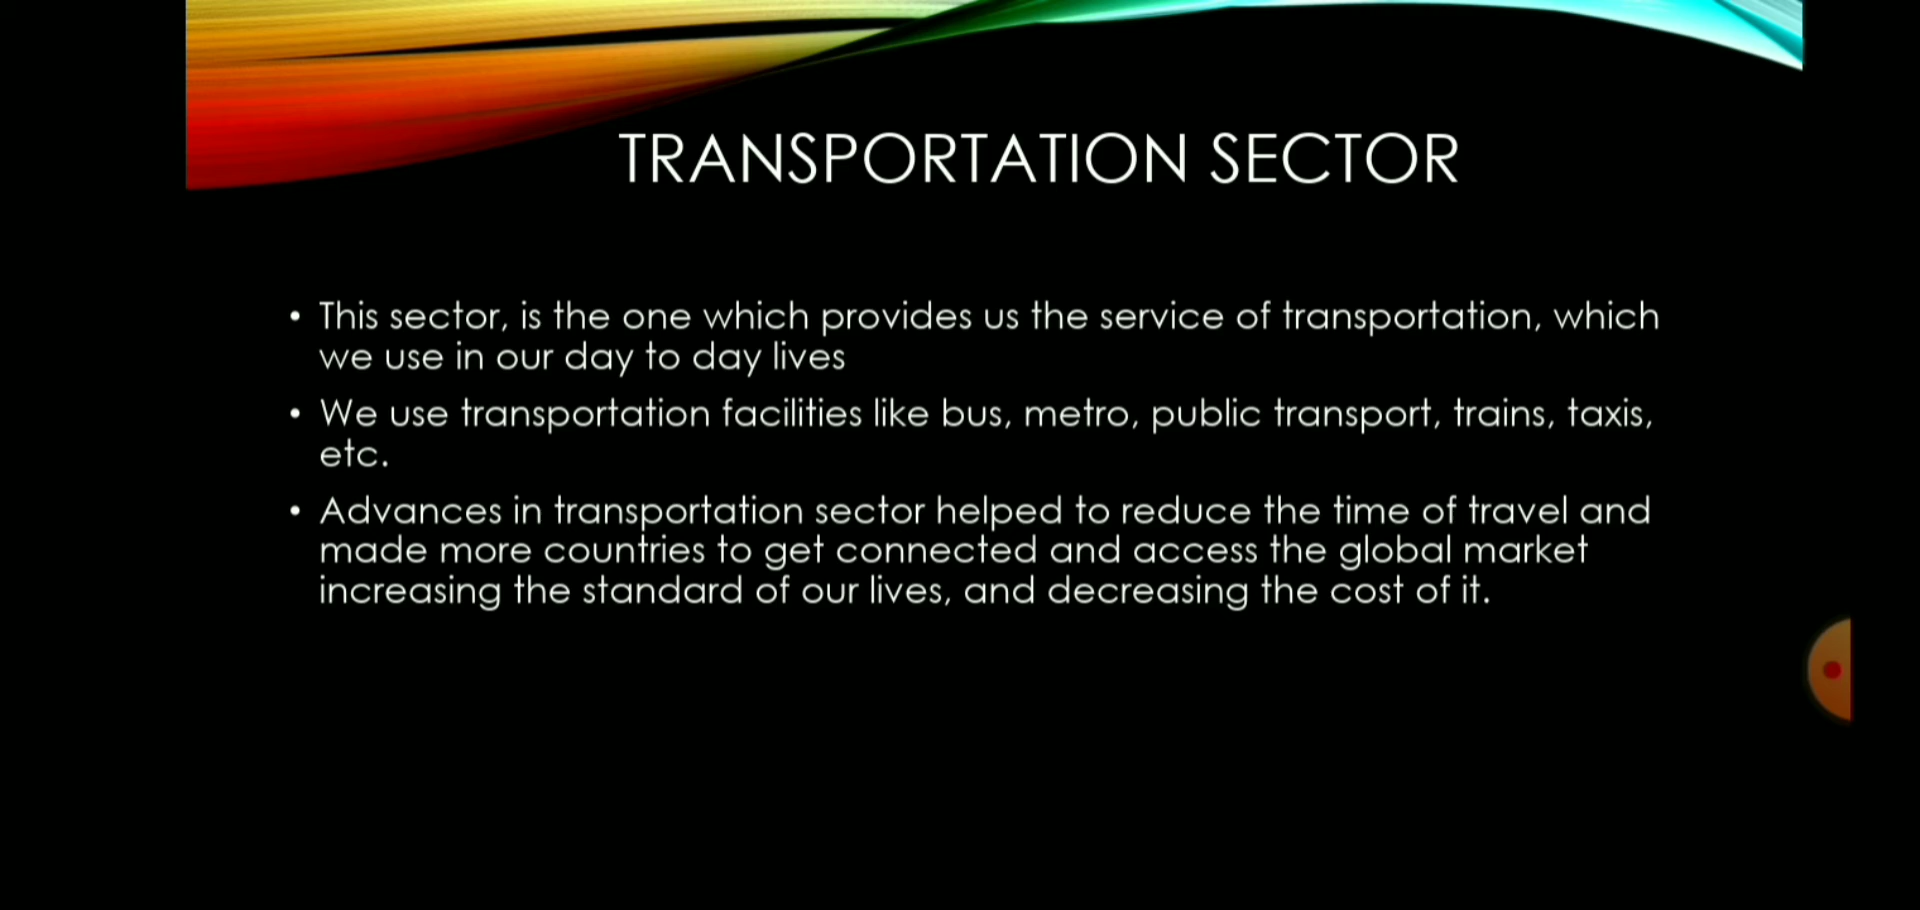 TRANSPORTATION SECTOR
• This sector, is the one which provides us the service of transportation, which
we use in our day to day lives
• We use transportation facilities like bus, metro, public transport, trains, taxis,
etc.
• Advances in transportation sector helped to reduce the time of travel and
made more countries to get connected and access the global market
increasing the standard of our lives, and decreasing the cost of it.